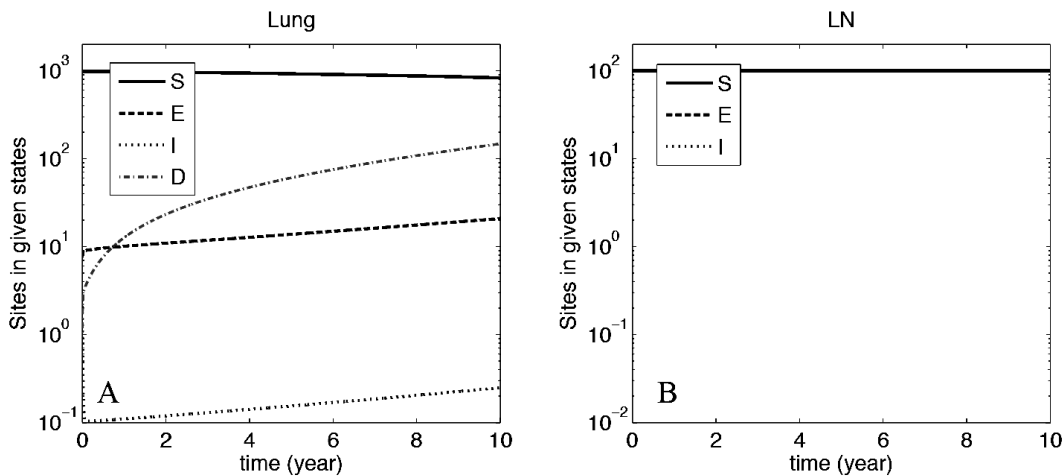 Lung
Sites in given states
10^3
10^2
10^1
10^0
10^-1
S
E
I
D
A
0
2
4
6
8
10
time (year)
LN
Sites in given states
10^2
10^1
10^0
10^-1
10^-2
S
E
I
B
0
2
4
6
8
10
time (year)